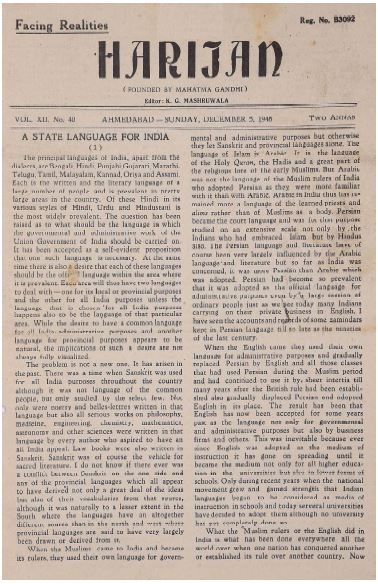 Facing Realities
Reg. No. B3092
HARIJAN
( FOUNDED BY MAHATMA GANDHI )
Editor: K. G. MASHRUWALA
VOL. XII. No. 40
AHMEDABAD — SUNDAY, DECEMBER 5, 1948
TWO ANNAS
A STATE LANGUAGE FOR INDIA
( 1 )
The principal languages of India, apart from the
dialects, are Bengali, Hindi, Punjabi, Gujarati, Marathi,
Telugu, Tamil, Malayalam, Kannad, Oriya and Assami.
Each is the written and the literary language of a
large number of people and is prevalent in pretty
large areas in the country. Of these Hindi in its
various styles of Hindi, Urdu and Hindustani is
the most widely prevalent. The question has been
raised as to what should be the language in which
the governmental and administrative work of the
Union Government of India should be carried on.
It has been accepted as a self-evident proposition
that one such language is necessary. At the same
time there is also no desire that each of these languages
should be the language within the area where
it is prevalent. Each area will thus have two languages
to deal with — one for its local or provincial purposes
and the other for all India purposes unless the
language that is chosen for all India purposes
happens also to be the language of that particular
area. While the desire to have a common language
for all India administrative purposes and another
language for provincial purposes appears to be
natural, the implications of such a desire are not
always fully visualized.
The problem is not a new one. It has arisen in
the past. There was a time when Sanskrit was used
for all India purposes throughout the country
although it was not the language of the common
people, but only studied by the select few. Not
only were poetry and belles-lettres written in that
language but also all serious works on philosophy,
medicine, engineering, chemistry, mathematics,
astronomy and other sciences were written in that
language by every author who aspired to have an
all India appeal. Law books were also written in
Sanskrit. Sanskrit was of course the vehicle for
sacred literature. I do not know if there ever was
a conflict between Sanskrit on the one side and
any of the provincial languages which all appear
to have derived not only a great deal of the ideas
but also of their vocabularies from that source,
although it was naturally to a lesser extent in the
South where the languages have an altogether
different source than in the north and west where
provincial languages are said to have very largely
been drawn or derived from it.
When the Muslims came to India and became
its rulers, they used their own language for govern-
mental and administrative purposes but otherwise
they let Sanskrit and provincial languages alone. The
language of Islam is Arabic. It is the language
of the Holy Quran, the Hadis and a great part of
the religious lore of the early Muslims. But Arabic
was not the language of the Muslim rulers of India
who adopted Persian as they were more familiar
with it than with Arabic. Arabic in India thus has re-
mained more a language of the learned priests and
alims rather than of Muslims as a body. Persian
became the court language and was for this purpose
studied on an extensive scale not only by the
Indians who had embraced Islam but by Hindus
also. The Persian language and literature have of
course been very largely influenced by the Arabic
language and literature but so far as India was
concerned, it was more Persian than Arabic which
was adopted. Persian had become so prevalent
that it was adopted as the official language for
administrative purposes even by large sections of
ordinary people just as we see today many Indians
carrying on their private business in English. I
have seen the accounts and records of some zamindars
kept in Persian language till so late as the nineties
of the last century.
When the English came they used their own
language for administrative purposes and gradually
replaced Persian by English and all those classes
that had used Persian during the Muslim period
and had continued to use it by sheer inertia till
many years after the British rule had been establi-
shed also gradually displaced Persian and adopted
English in its place. The result has been that
English has now been accepted for some years
past as the language not only for governmental
and administrative purposes but also by business
firms and others. This was inevitable because ever
since English was adopted as the medium of
instruction it has gone on spreading until it
became the medium not only for all higher educa-
tion in the universities but also in lower forms of
schools. Only during recent years when the national
movement grew and gained strength that Indian
languages began to be considered as media of
instruction in schools and today several universities
have decided to adopt them although no university
has yet completely done so.
What the Muslim rulers or the English did in
India is what has been done everywhere all the
world over when one nation has conquered another
or established its rule over another country. Now